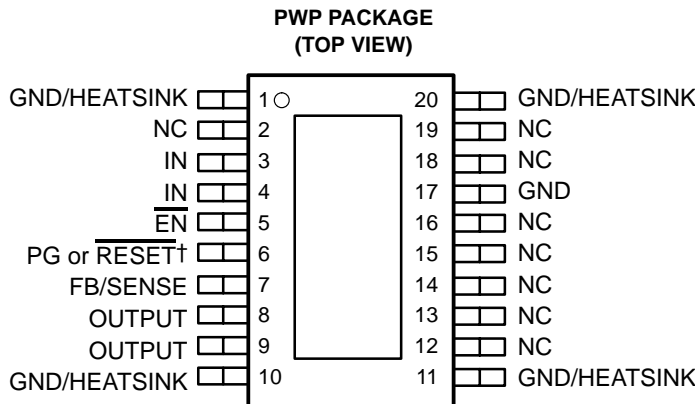 PWP PACKAGE
(TOP VIEW)
GND/HEATSINK 1 20 GND/HEATSINK
NC 2 19 NC
IN 3 18 NC
IN 4 17 GND
EN 5 16 NC
PG or RESET† 6 15 NC
FB/SENSE 7 14 NC
OUTPUT 8 13 NC
OUTPUT 9 12 NC
GND/HEATSINK 10 11 GND/HEATSINK